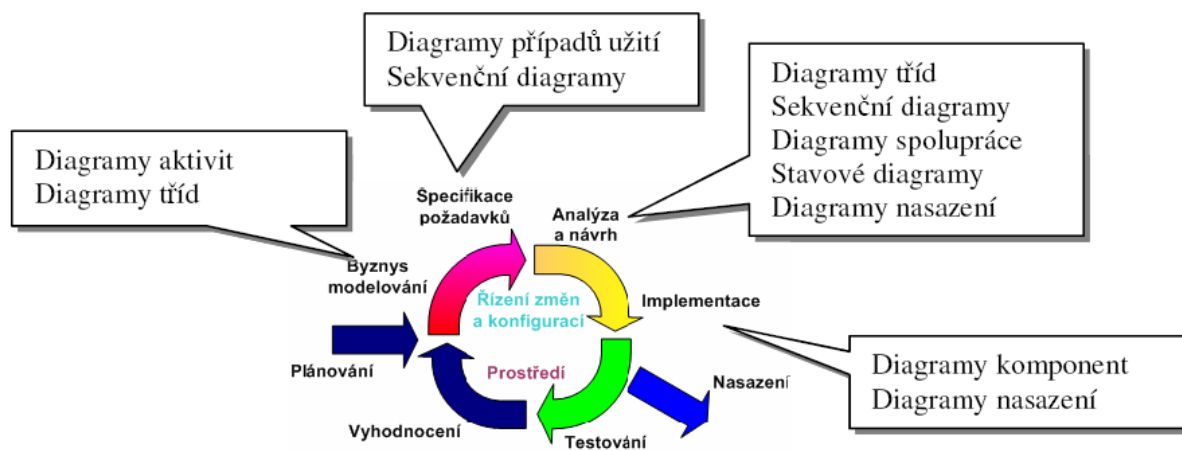 Diagramy případů užití
Sekvenční diagramy
Diagramy tříd
Sekvenční diagramy
Diagramy spolupráce
Stavové diagramy
Diagramy nasazení
Diagramy aktivit
Diagramy tříd
Specifikace
požadavků
Analýza
a návrh
Byznys
modelování
Řízení změn
a konfigurací
Implementace
Plánování
Prostředí
Nasazení
Vyhodnocení
Testování
Diagramy komponent
Diagramy nasazení